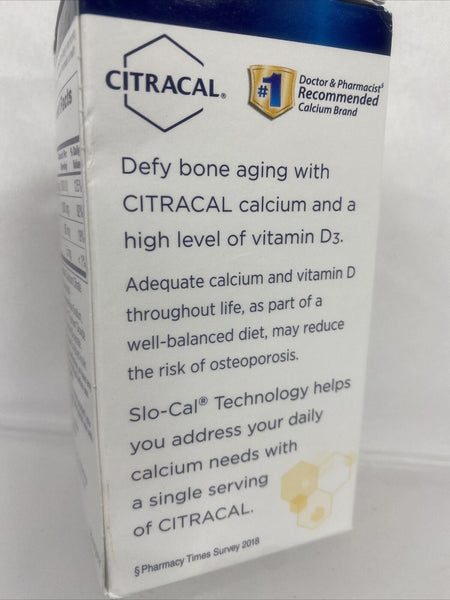 CITRACAL®
#1
Doctor & Pharmacist§
Recommended
Calcium Brand
Defy bone aging with
CITRACAL calcium and a
high level of vitamin D3.
Adequate calcium and vitamin D
throughout life, as part of a
well-balanced diet, may reduce
the risk of osteoporosis.
Slo-Cal® Technology helps
you address your daily
calcium needs with
a single serving
of CITRACAL.
§ Pharmacy Times Survey 2018
Facts